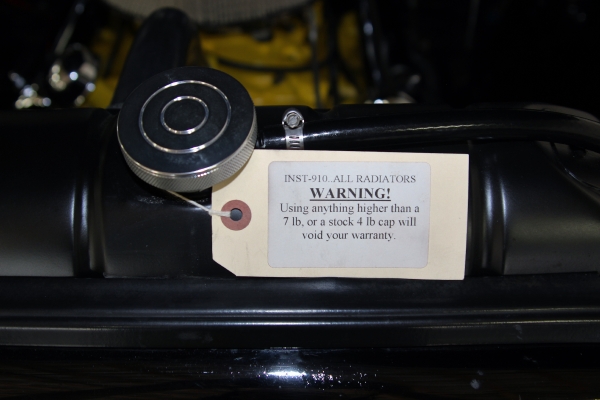 INST-910..ALL RADIATORS
WARNING!
Using anything higher than a
7 lb, or a stock 4 lb cap will
void your warranty.